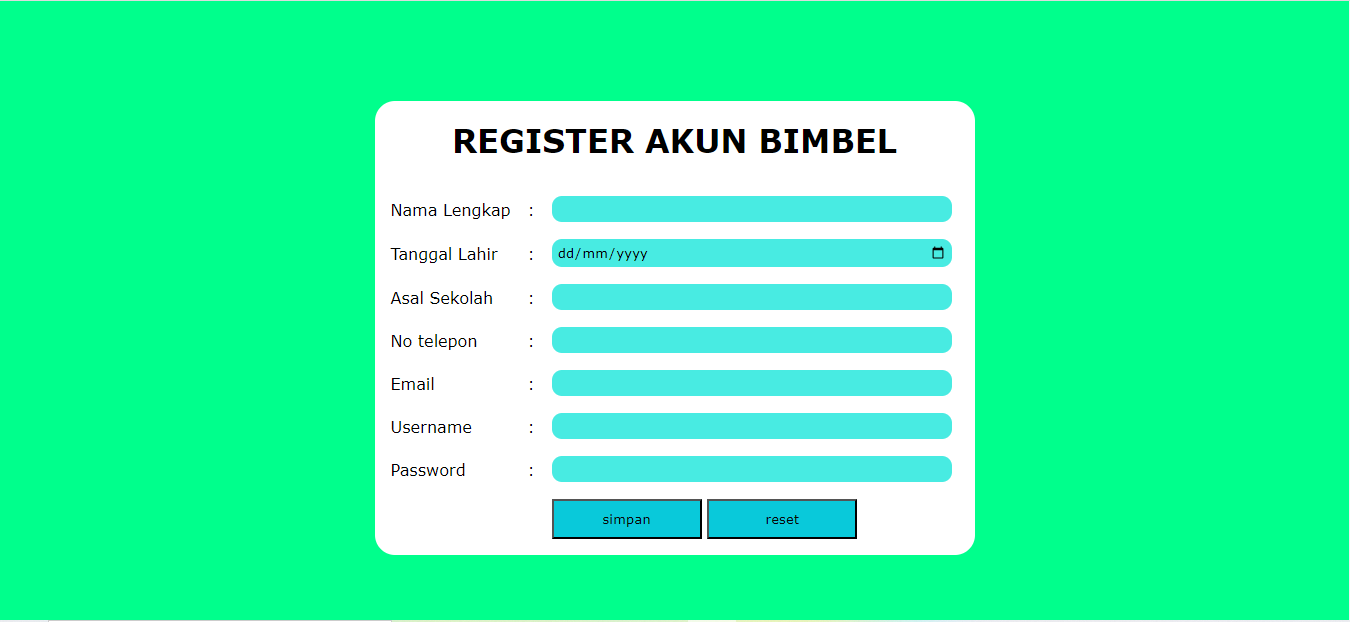 REGISTER AKUN BIMBEL
Nama Lengkap :
Tanggal Lahir : dd/mm/yyyy
Asal Sekolah :
No telepon :
Email :
Username :
Password :
simpan reset